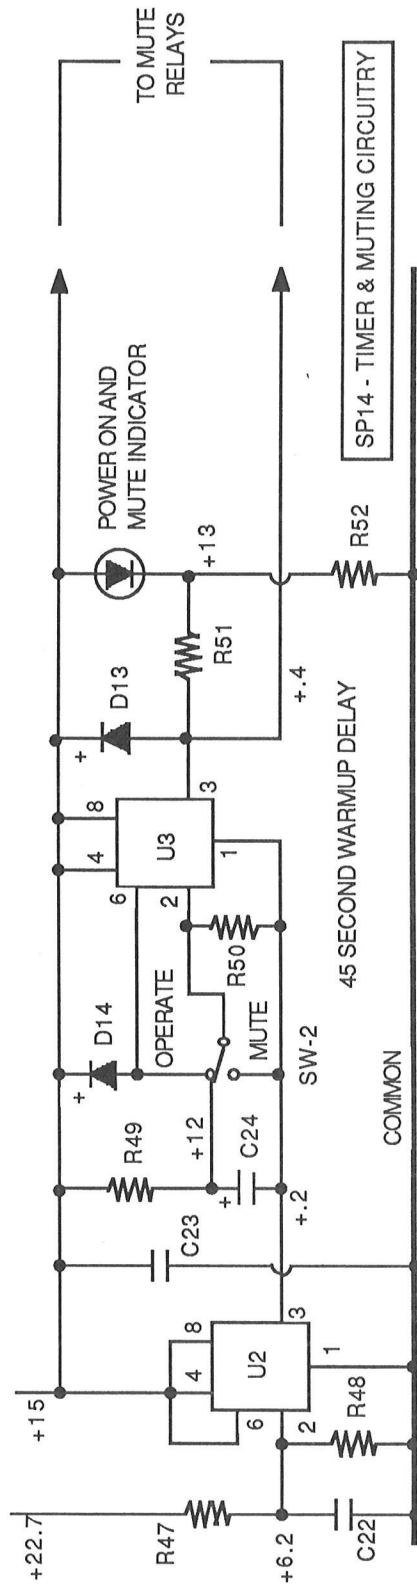 +22.7
R47
+6.2
C22
+15
U2
8
4
6
2
3
1
R48
C23
R49
+12
+
C24
+.2
+
D14
OPERATE
MUTE
SW-2
R50
U3
8
4
6
2
3
1
+
D13
R51
+13
+.4
R52
POWER ON AND
MUTE INDICATOR
TO MUTE
RELAYS
45 SECOND WARMUP DELAY
COMMON
SP14 - TIMER & MUTING CIRCUITRY